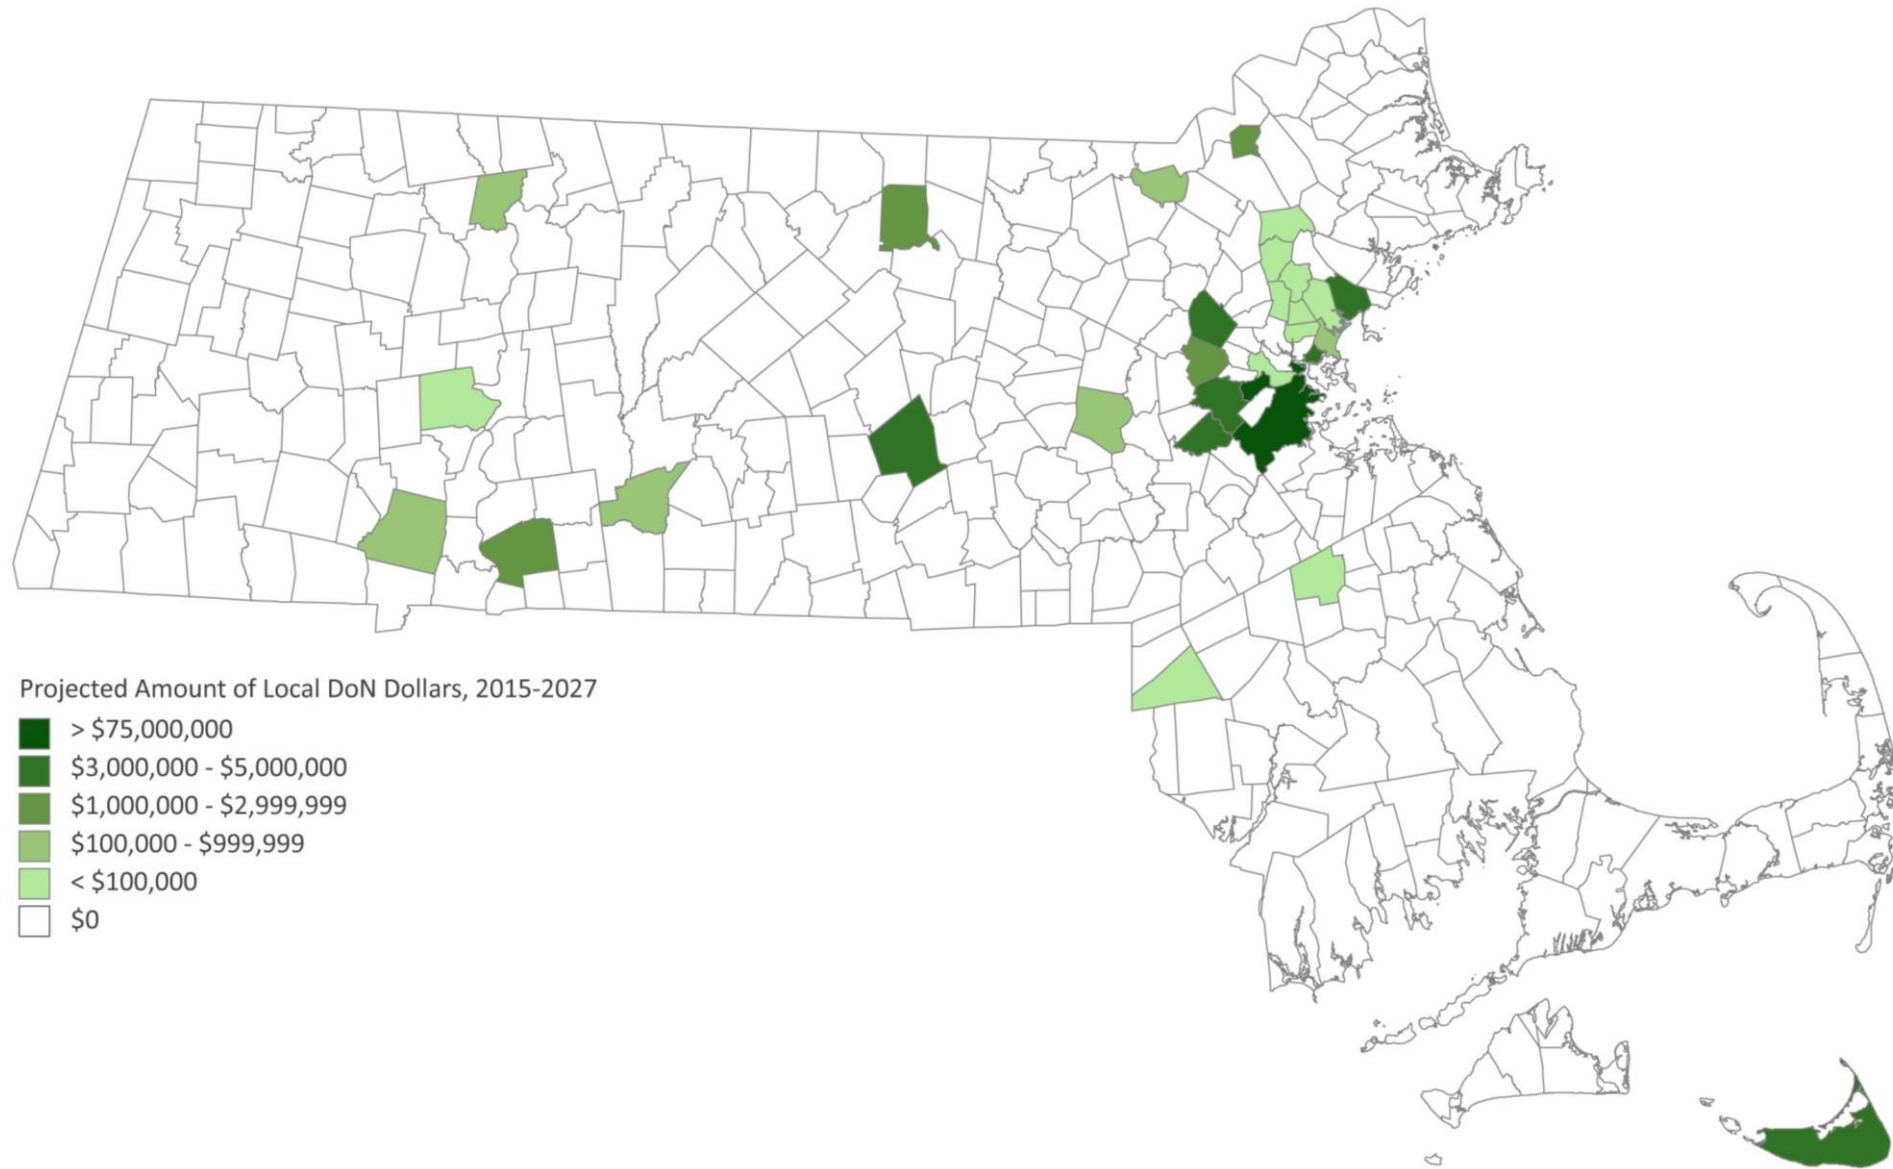 Projected Amount of Local DoN Dollars, 2015-2027
> $75,000,000
$3,000,000 - $5,000,000
$1,000,000 - $2,999,999
$100,000 - $999,999
< $100,000
$0